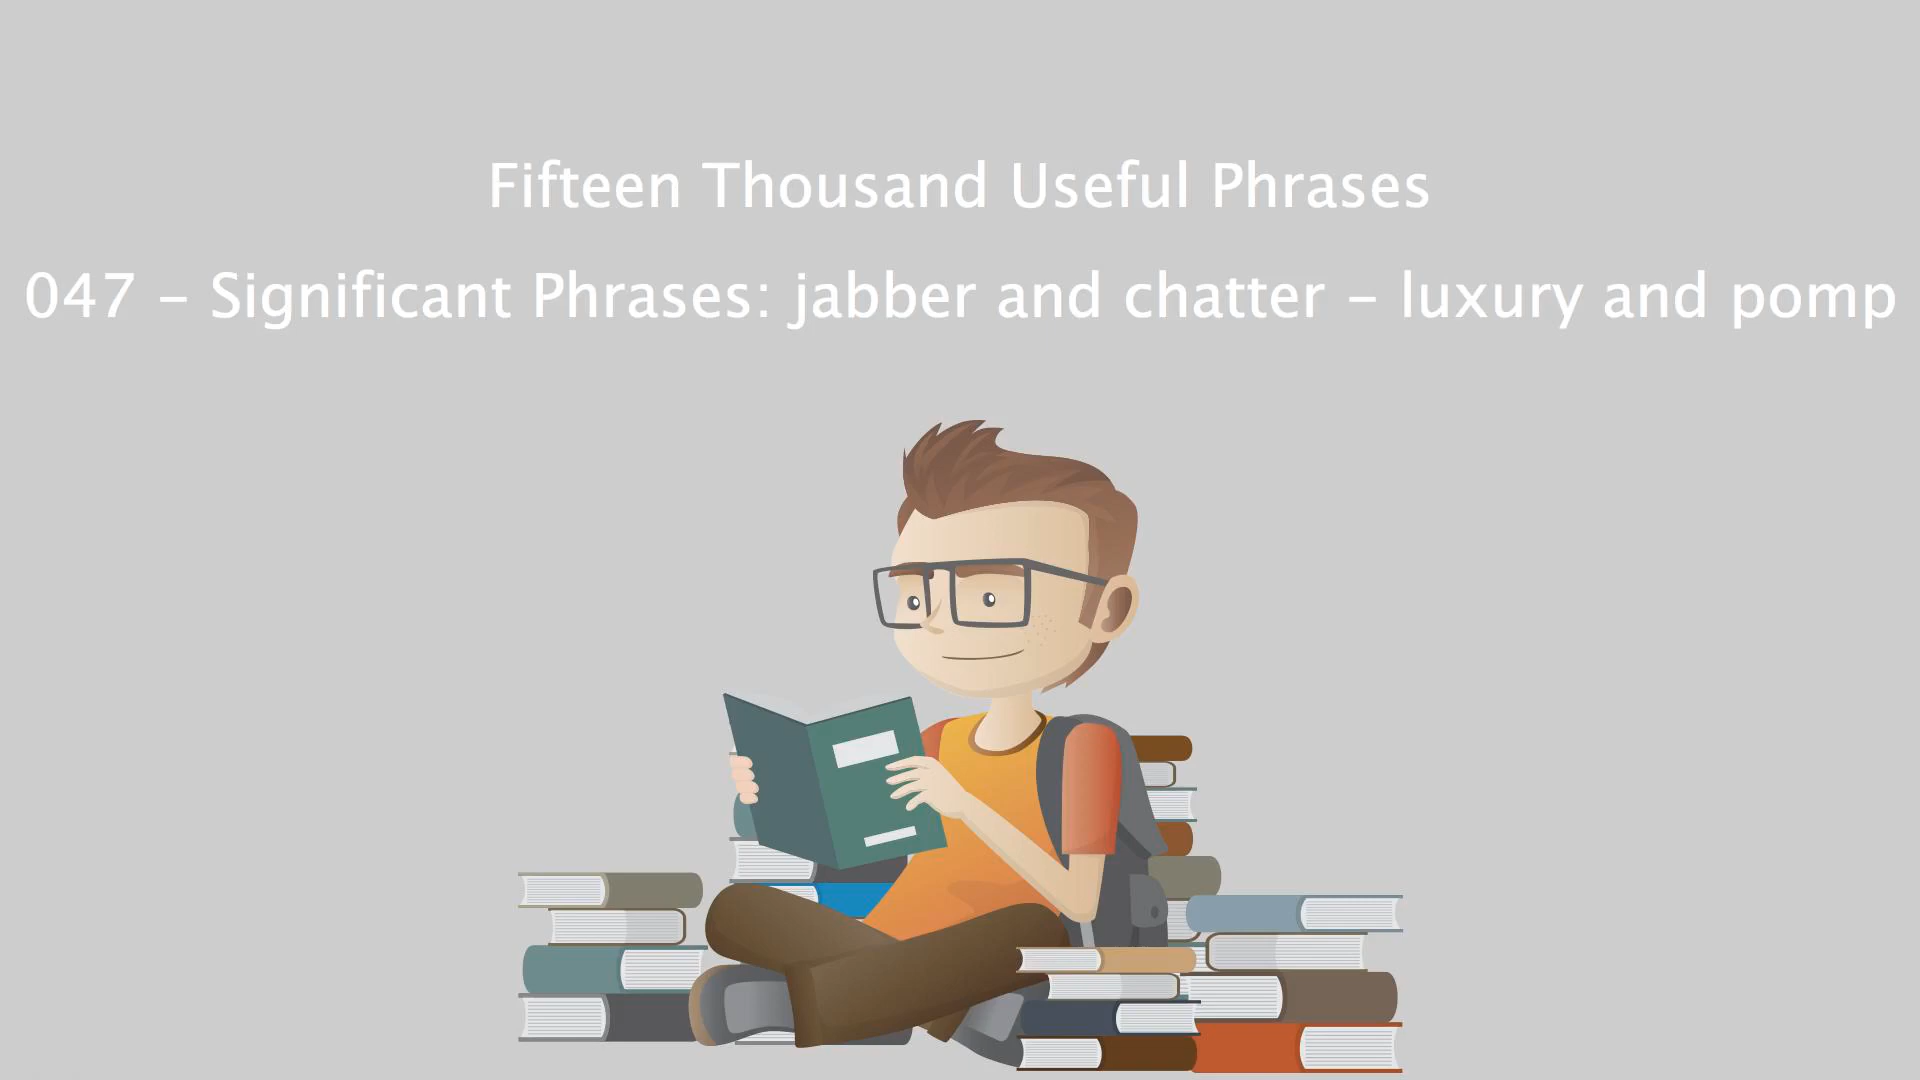 Fifteen Thousand Useful Phrases
047 – Significant Phrases: jabber and chatter – luxury and pomp